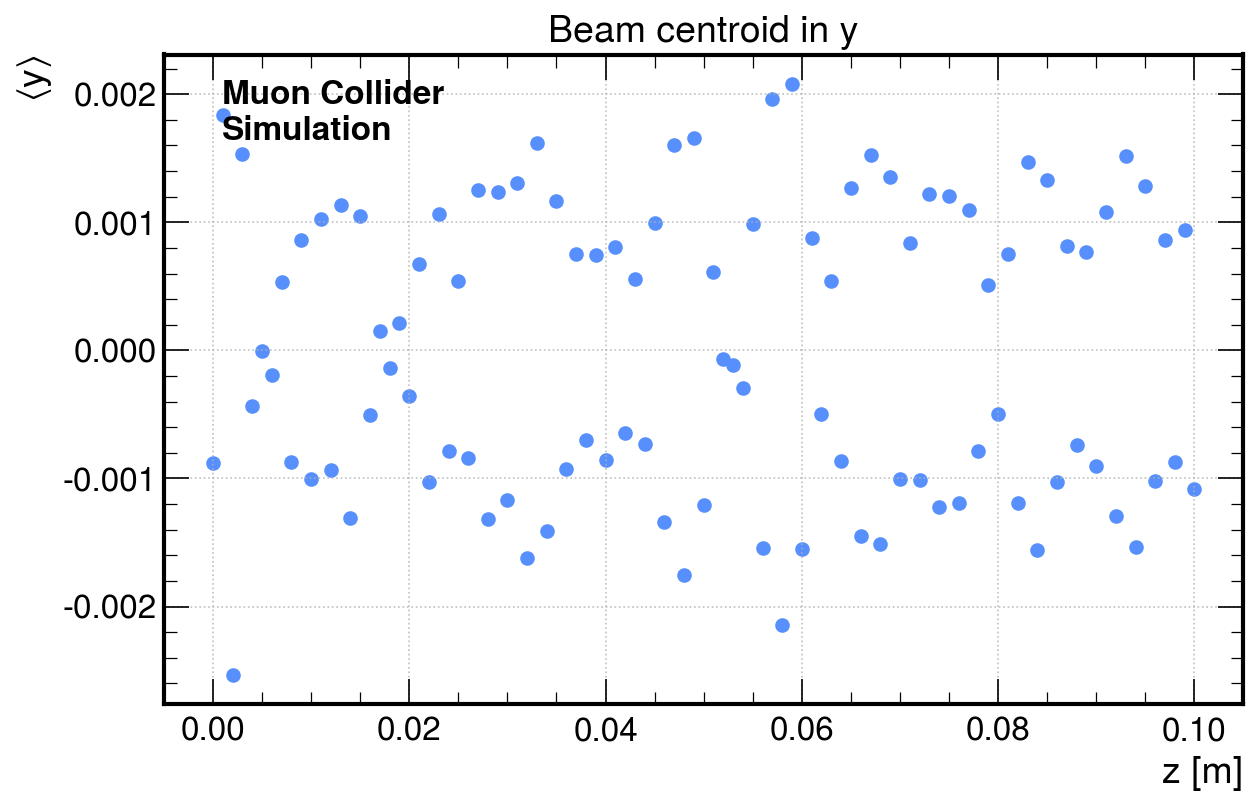 Beam centroid in y
⟨y⟩
Muon Collider
Simulation
0.002
0.001
0.000
-0.001
-0.002
0.00 0.02 0.04 0.06 0.08 0.10
z [m]